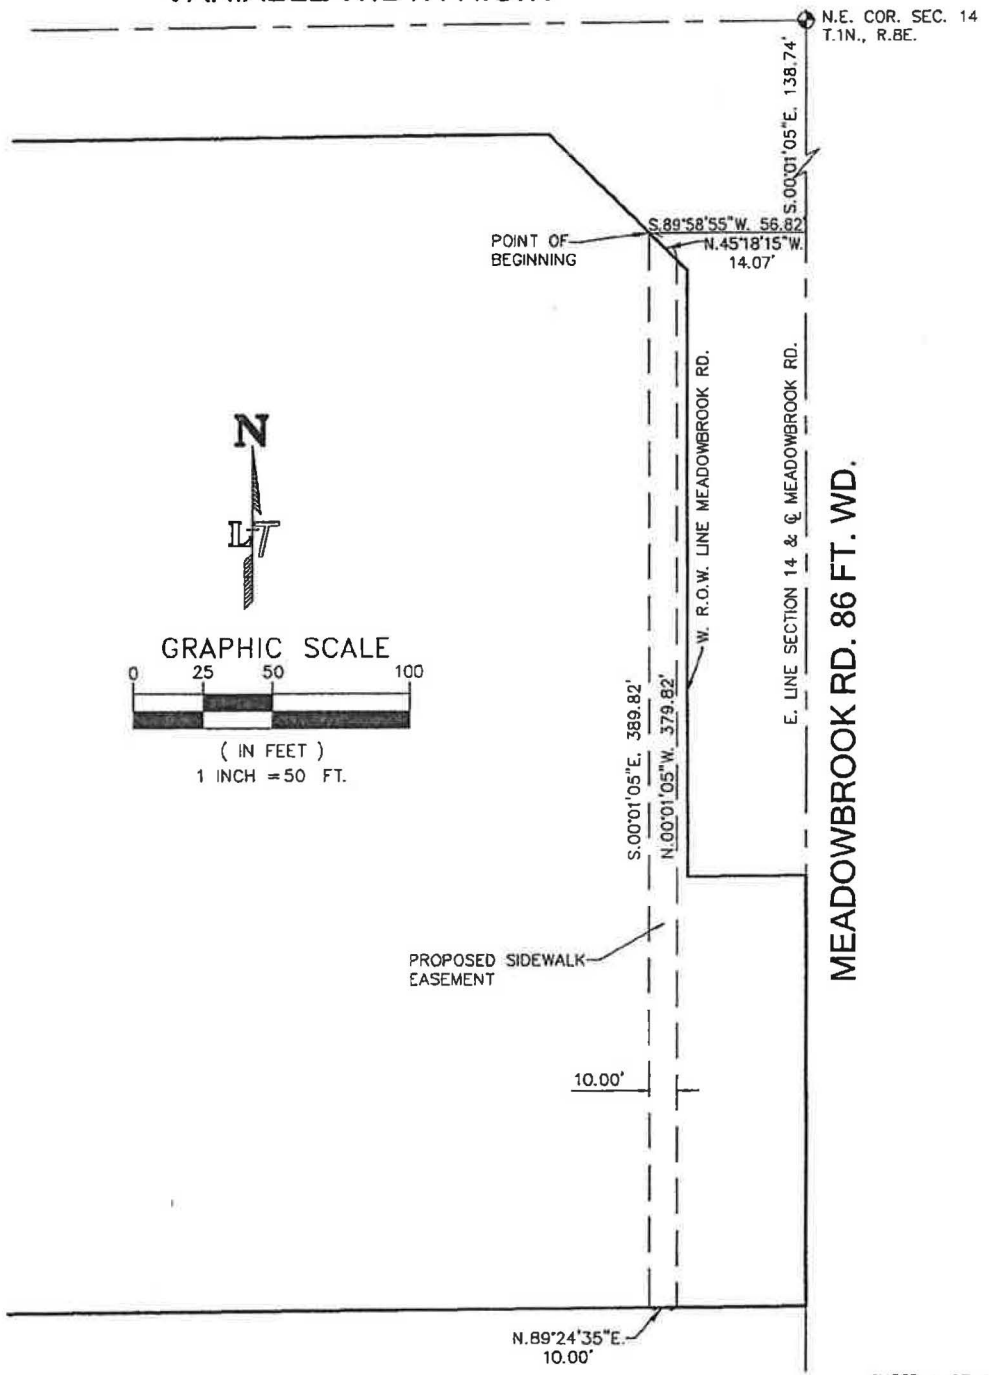 N.E. COR. SEC. 14
T.1N., R.8E.
S.00°01'05"E. 138.74'
S.89°58'55"W. 56.82'
N.45°18'15"W.
14.07'
POINT OF
BEGINNING
W. R.O.W. LINE MEADOWBROOK RD.
E. LINE SECTION 14 & ℄ MEADOWBROOK RD.
MEADOWBROOK RD. 86 FT. WD.
N
LT
GRAPHIC SCALE
0 25 50 100
( IN FEET )
1 INCH = 50 FT.
S.00°01'05"E. 389.82'
N.00°01'05"W. 379.82'
PROPOSED SIDEWALK
EASEMENT
10.00'
N.89°24'35"E.
10.00'